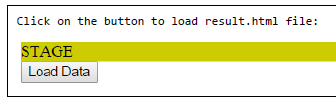 Click on the button to load result.html file:
STAGE
Load Data